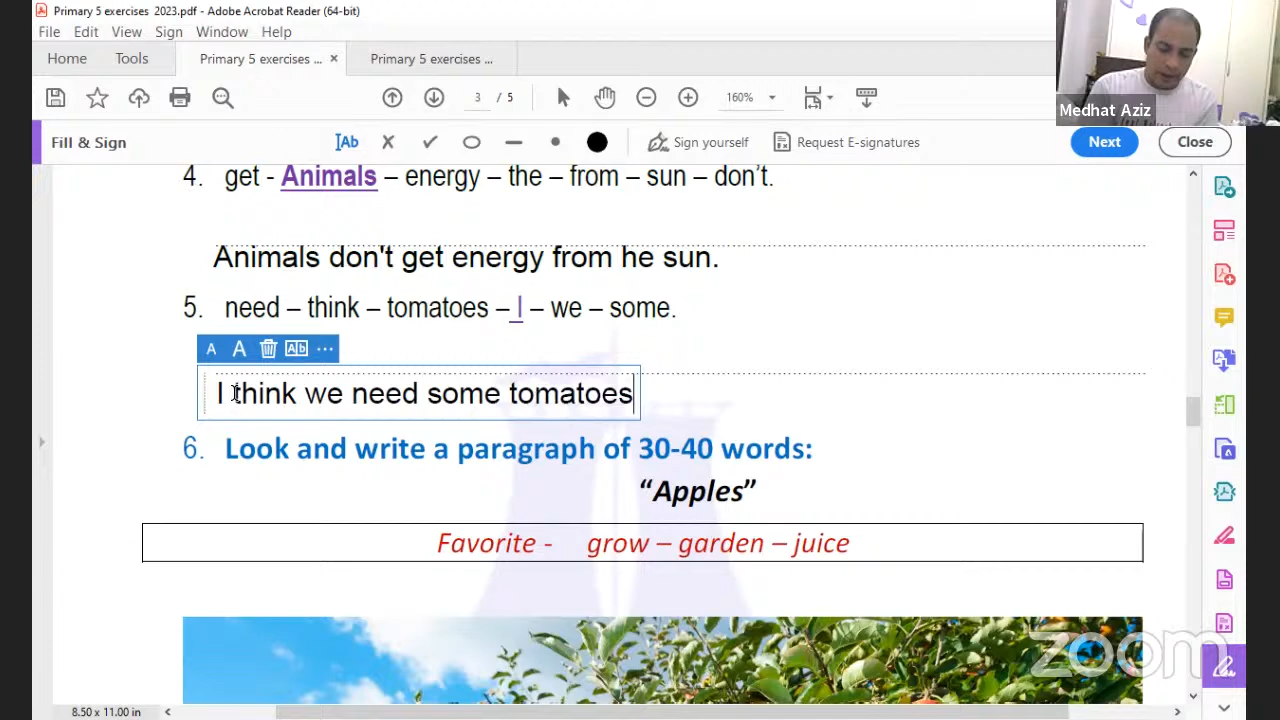 Primary 5 exercises 2023.pdf - Adobe Acrobat Reader (64-bit)
File Edit View Sign Window Help
Home Tools Primary 5 exercises ... × Primary 5 exercises ...
3 / 5 160%
Medhat Aziz
Fill & Sign Ab Sign yourself Request E-signatures Next Close
4. get - Animals – energy – the – from – sun – don't.
Animals don't get energy from he sun.
5. need – think – tomatoes – I – we – some.
A A Ab ...
I think we need some tomatoes
6. Look and write a paragraph of 30-40 words:
“Apples”
Favorite - grow – garden – juice
zoom
8.50 x 11.00 in